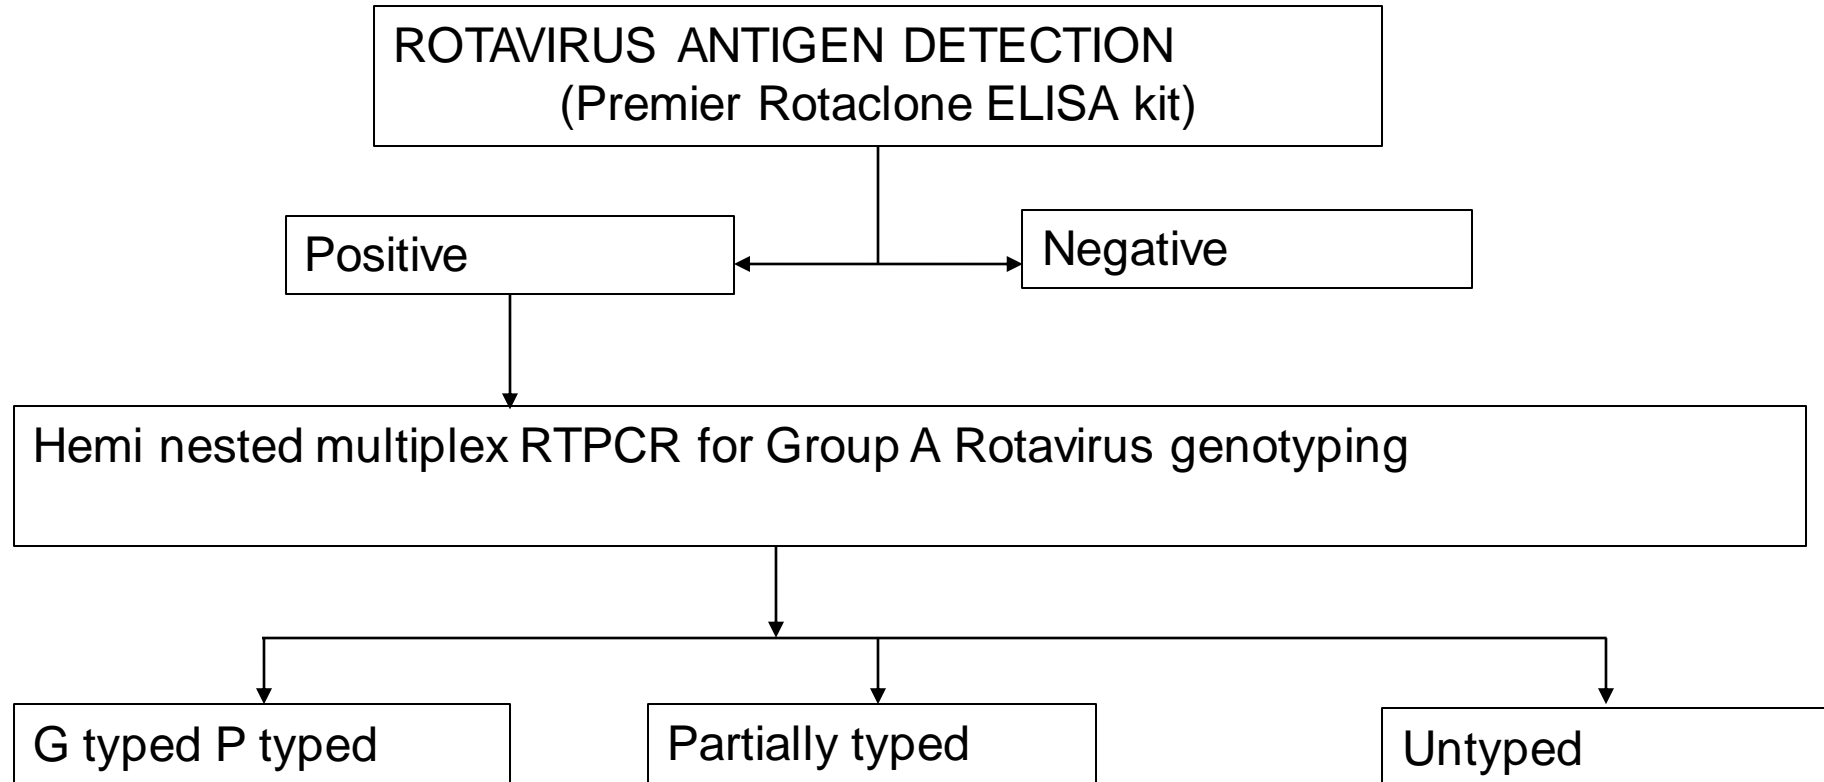 ROTAVIRUS ANTIGEN DETECTION
(Premier Rotaclone ELISA kit)
Positive
Negative
Hemi nested multiplex RTPCR for Group A Rotavirus genotyping
G typed P typed
Partially typed
Untyped